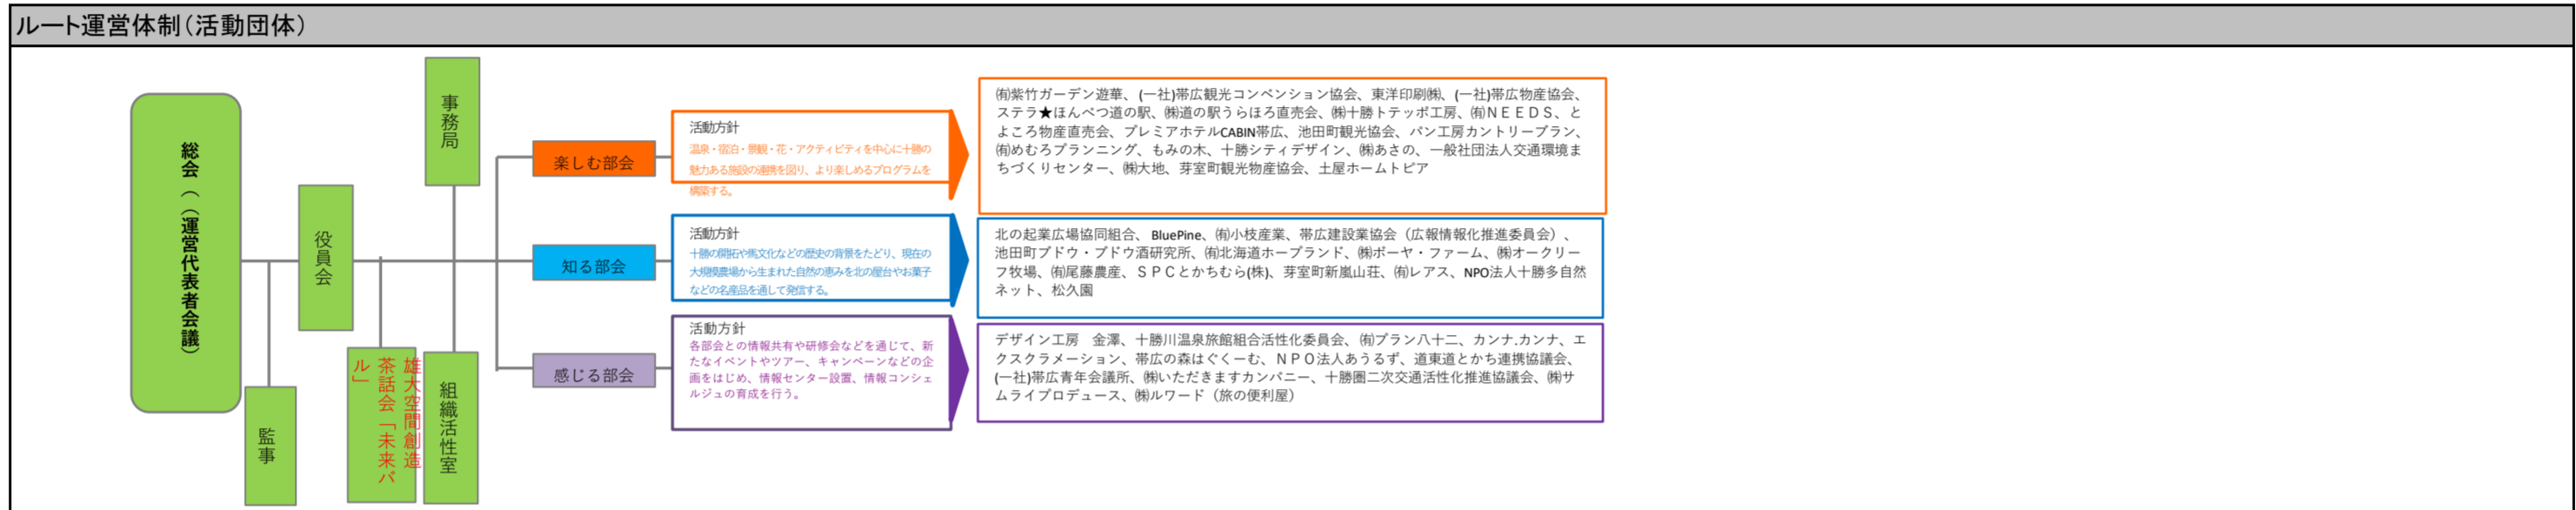 ルート運営体制（活動団体）
総会（（運営代表者会議）
監事
役員会
雄大空間創造
茶話会「未来バ
ル」
事務局
組織活性室
楽しむ部会
活動方針
温泉・宿泊・景観・花・アクティビティを中心に十勝の
魅力ある施設の連携を図り、より楽しめるプログラムを
構築する。
㈲紫竹ガーデン遊華、(一社)帯広観光コンベンション協会、東洋印刷㈱、(一社)帯広物産協会、
ステラ★ほんべつ道の駅、㈱道の駅うらほろ直売会、㈱十勝トテッポ工房、㈲ＮＥＥＤＳ、と
よころ物産直売会、プレミアホテルCABIN帯広、池田町観光協会、パン工房カントリーブラン、
㈲めむろプランニング、もみの木、十勝シティデザイン、㈱あさの、一般社団法人交通環境ま
ちづくりセンター、㈱大地、芽室町観光物産協会、土屋ホームトピア
知る部会
活動方針
十勝の開拓や馬文化などの歴史の背景をたどり、現在の
大規模農場から生まれた自然の恵みを北の屋台やお菓子
などの名産品を通して発信する。
北の起業広場協同組合、BluePine、㈲小枝産業、帯広建設業協会（広報情報化推進委員会）、
池田町ブドウ・ブドウ酒研究所、㈲北海道ホープランド、㈱ポーヤ・ファーム、㈱オークリー
フ牧場、㈲尾藤農産、ＳＰＣとかちむら(株)、芽室町新嵐山荘、㈲レアス、NPO法人十勝多自然
ネット、松久園
感じる部会
活動方針
各部会との情報共有や研修会などを通じて、新
たなイベントやツアー、キャンペーンなどの企
画をはじめ、情報センター設置、情報コンシェ
ルジュの育成を行う。
デザイン工房　金澤、十勝川温泉旅館組合活性化委員会、㈲プラン八十二、カンナ.カンナ、エ
クスクラメーション、帯広の森はぐくーむ、ＮＰＯ法人あうるず、道東道とかち連携協議会、
(一社)帯広青年会議所、㈱いただきますカンパニー、十勝圏二次交通活性化推進協議会、㈱サ
ムライプロデュース、㈱ルワード（旅の便利屋）